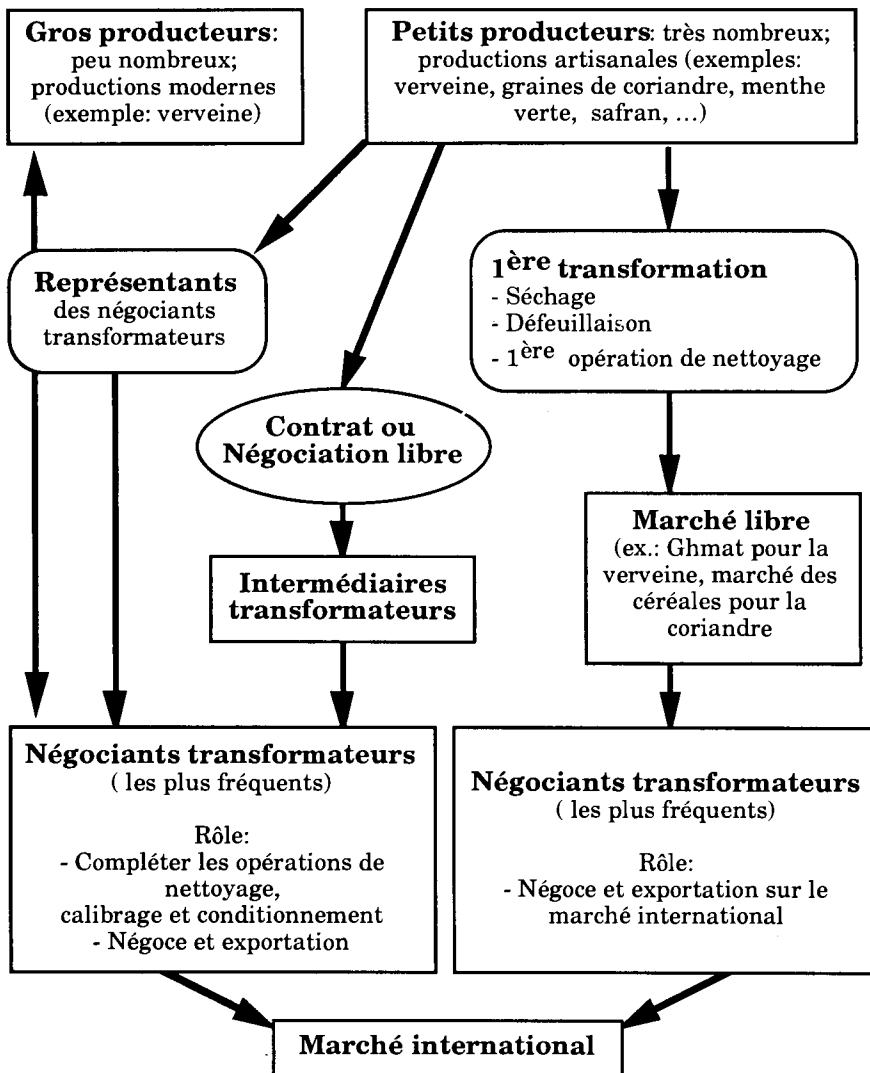 Gros producteurs:
peu nombreux;
productions modernes
(exemple: verveine)
Petits producteurs: très nombreux;
productions artisanales (exemples:
verveine, graines de coriandre, menthe
verte, safran, ...)
Représentants
des négociants
transformateurs
1ère transformation
- Séchage
- Défeuillaison
- 1ère opération de nettoyage
Contrat ou
Négociation libre
Intermédiaires
transformateurs
Marché libre
(ex.: Ghmat pour la
verveine, marché des
céréales pour la
coriandre
Négociants transformateurs
( les plus fréquents)
Rôle:
- Compléter les opérations de
nettoyage,
calibrage et conditionnement
- Négoce et exportation
Négociants transformateurs
( les plus fréquents)
Rôle:
- Négoce et exportation sur le
marché international
Marché international